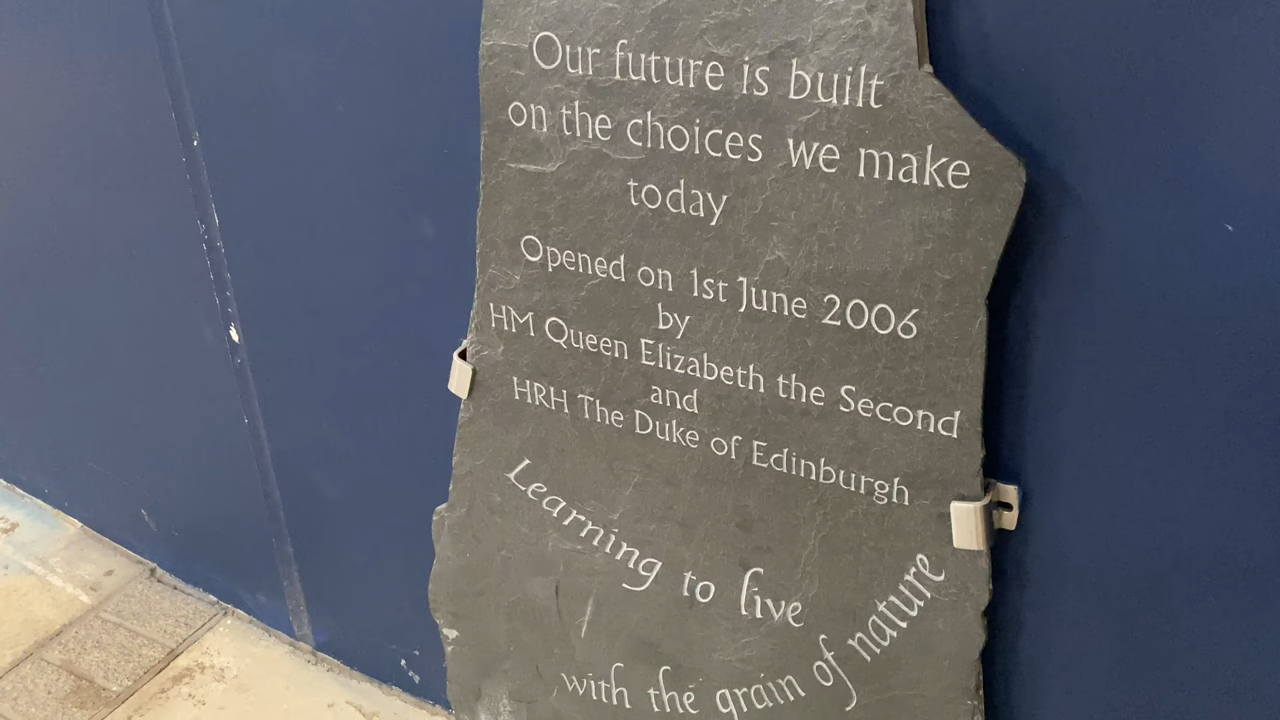 Our future is built
on the choices we make
today
Opened on 1st June 2006
by
HM Queen Elizabeth the Second
and
HRH The Duke of Edinburgh
Learning to live
with the grain of nature